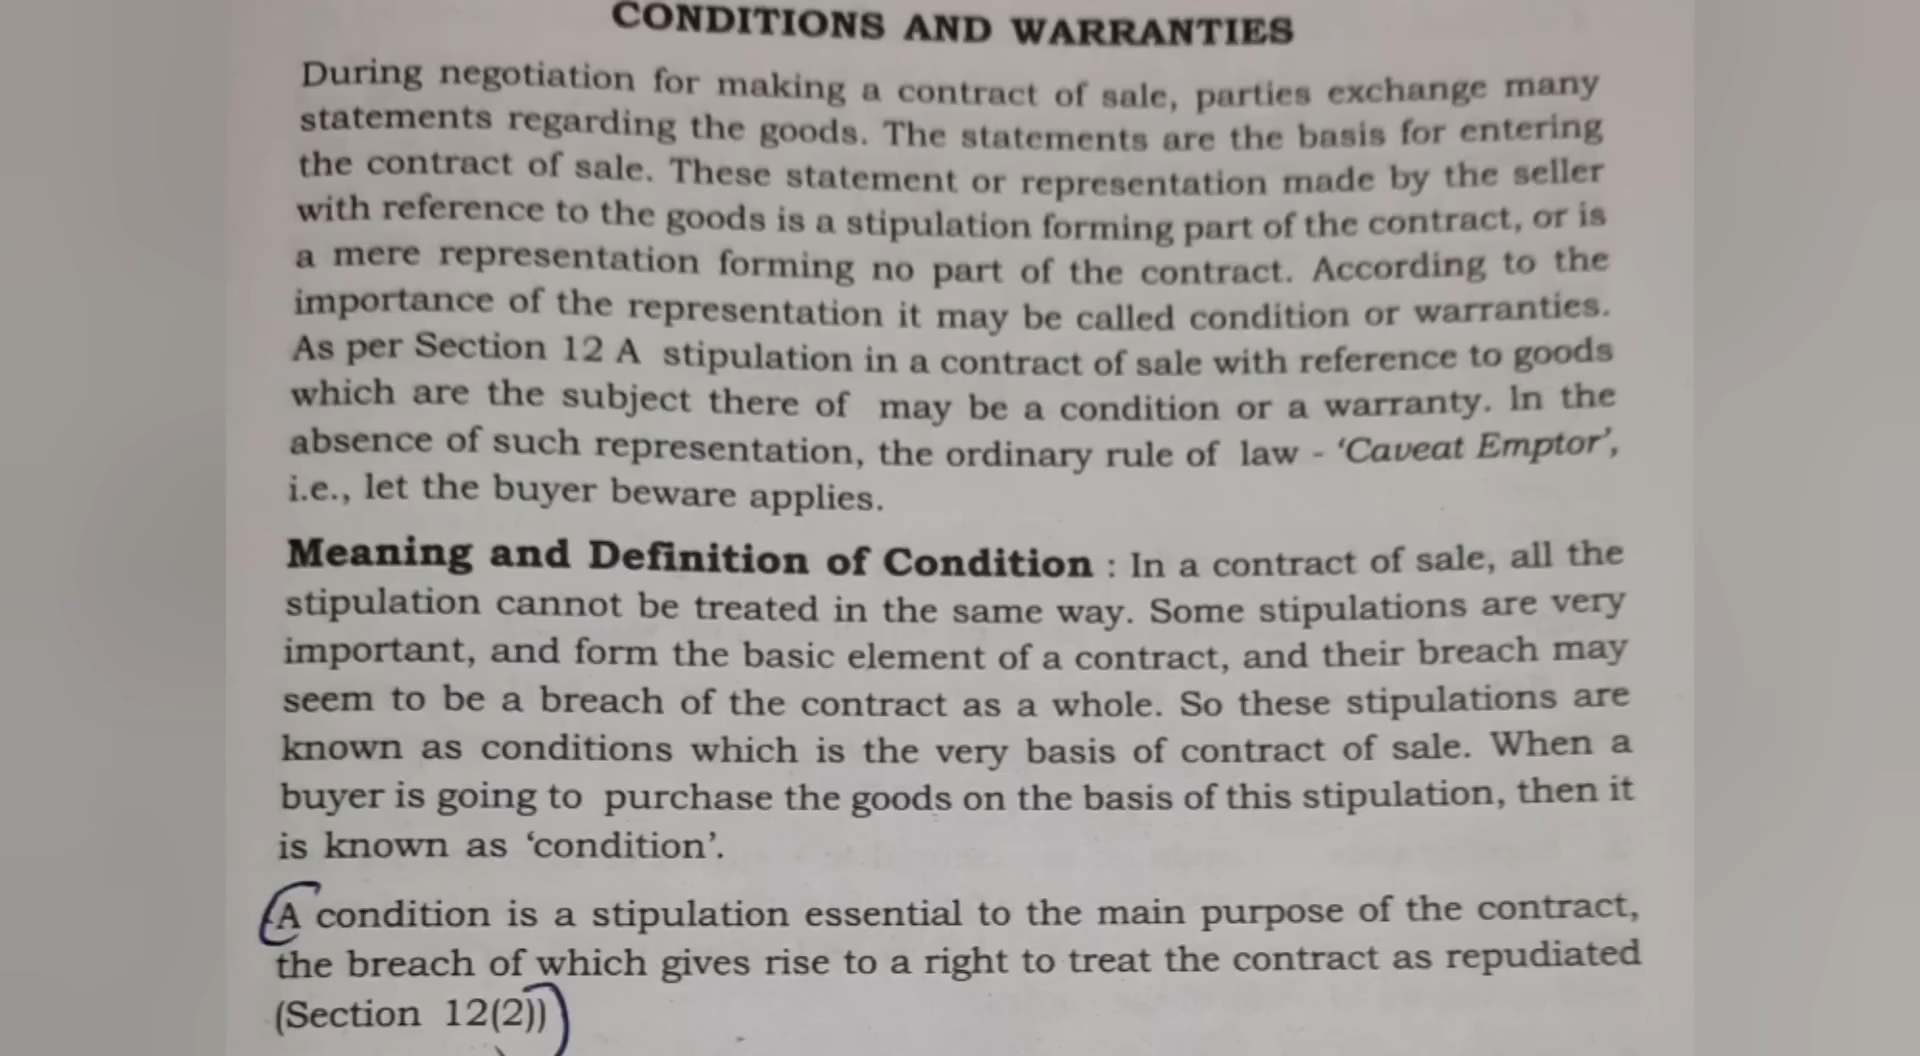 CONDITIONS AND WARRANTIES
During negotiation for making a contract of sale, parties exchange many
statements regarding the goods. The statements are the basis for entering
the contract of sale. These statement or representation made by the seller
with reference to the goods is a stipulation forming part of the contract, or is
a mere representation forming no part of the contract. According to the
importance of the representation it may be called condition or warranties.
As per Section 12 A stipulation in a contract of sale with reference to goods
which are the subject there of may be a condition or a warranty. In the
absence of such representation, the ordinary rule of law - ‘Caveat Emptor’,
i.e., let the buyer beware applies.
Meaning and Definition of Condition : In a contract of sale, all the
stipulation cannot be treated in the same way. Some stipulations are very
important, and form the basic element of a contract, and their breach may
seem to be a breach of the contract as a whole. So these stipulations are
known as conditions which is the very basis of contract of sale. When a
buyer is going to purchase the goods on the basis of this stipulation, then it
is known as ‘condition’.
A condition is a stipulation essential to the main purpose of the contract,
the breach of which gives rise to a right to treat the contract as repudiated
(Section 12(2))